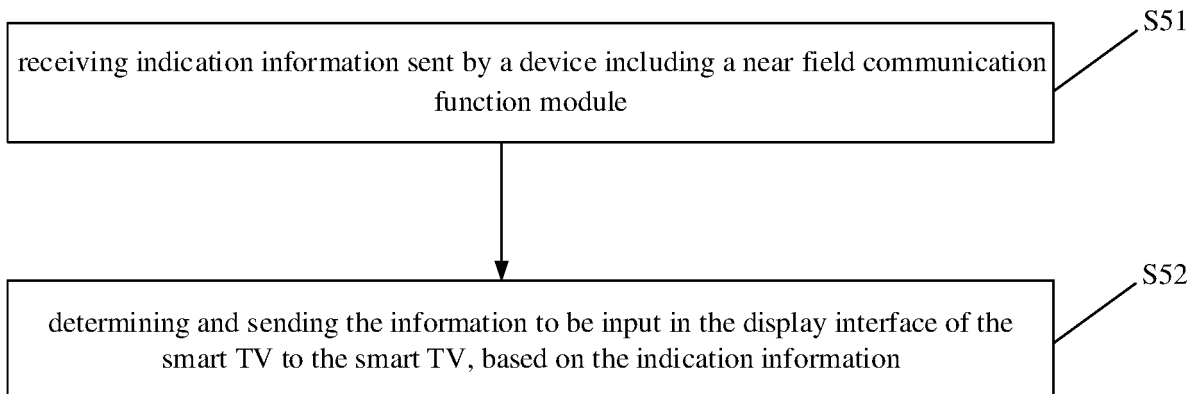 S51
receiving indication information sent by a device including a near field communication
function module
S52
determining and sending the information to be input in the display interface of the
smart TV to the smart TV, based on the indication information